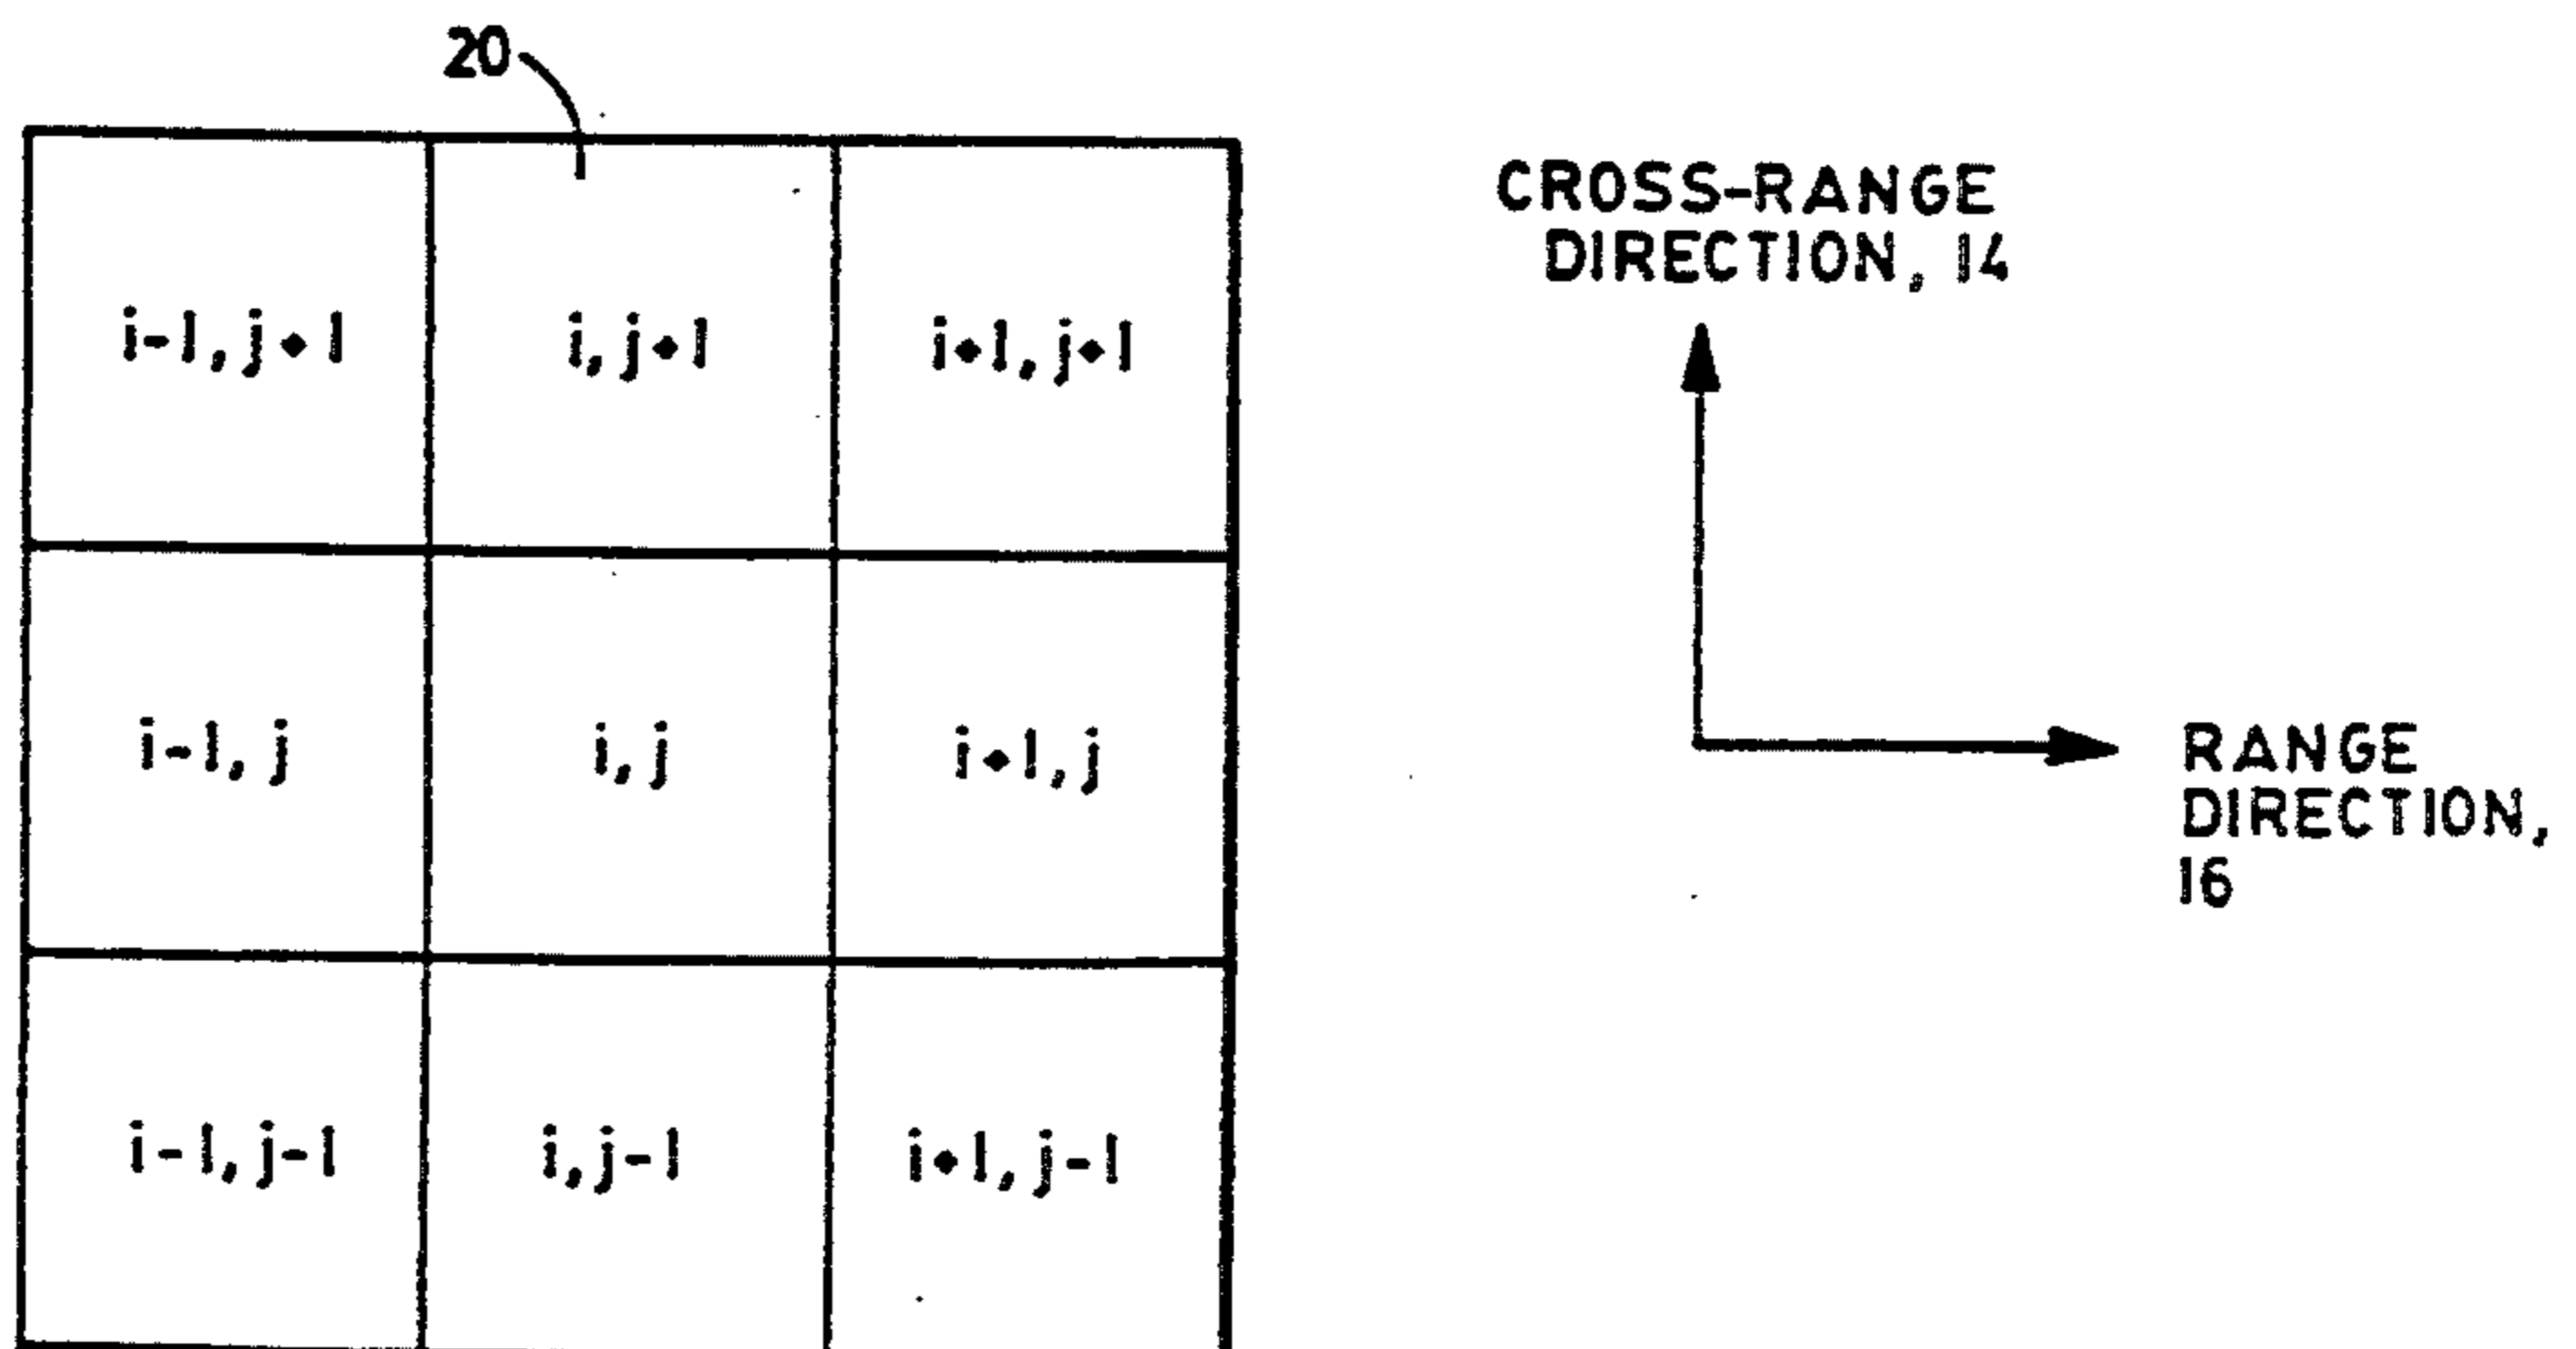 20
CROSS-RANGE
DIRECTION, 14
i-1, j+1
i, j+1
i+1, j+1
i-1, j
i, j
i+1, j
RANGE
DIRECTION,
16
i-1, j-1
i, j-1
i+1, j-1